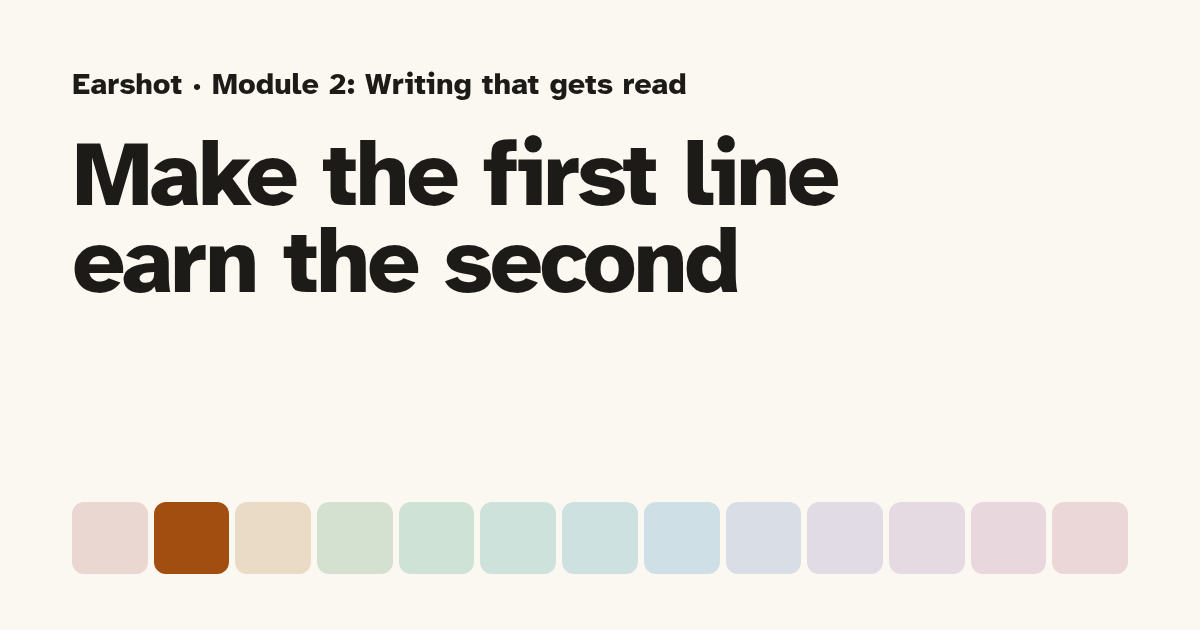 Earshot · Module 2: Writing that gets read
Make the first line
earn the second